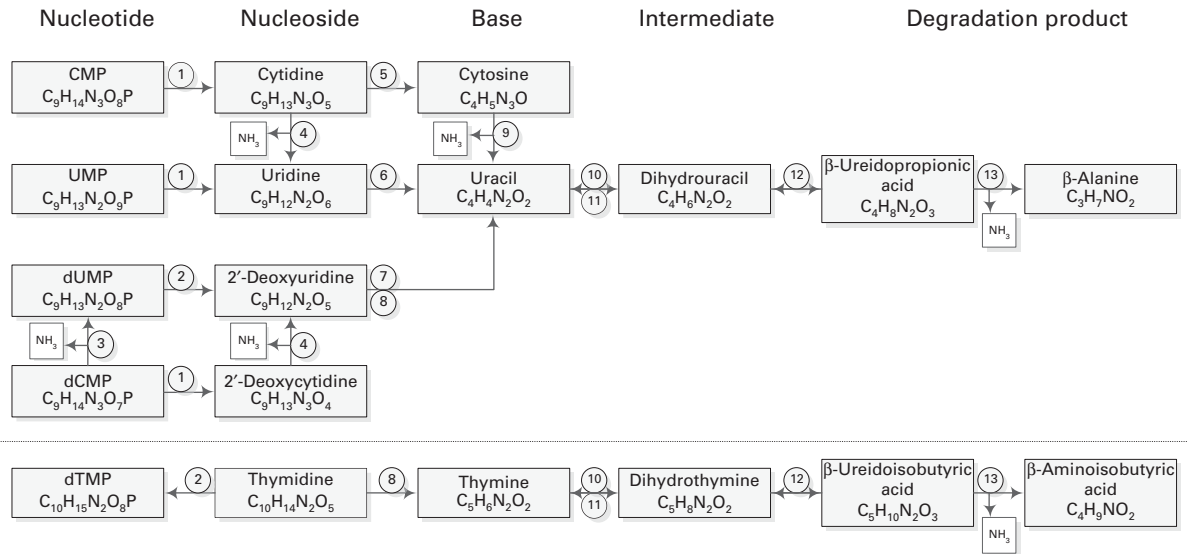 Nucleotide Nucleoside Base Intermediate Degradation product
CMP
C₉H₁₄N₃O₈P
1
Cytidine
C₉H₁₃N₃O₅
5
Cytosine
C₄H₅N₃O
NH₃
4
NH₃
9
UMP
C₉H₁₃N₂O₉P
1
Uridine
C₉H₁₂N₂O₆
6
Uracil
C₄H₄N₂O₂
10
11
Dihydrouracil
C₄H₆N₂O₂
12
β-Ureidopropionic
acid
C₄H₈N₂O₃
13
NH₃
β-Alanine
C₃H₇NO₂
dUMP
C₉H₁₃N₂O₈P
2
2′-Deoxyuridine
C₉H₁₂N₂O₅
7
8
NH₃
3
NH₃
4
dCMP
C₉H₁₄N₃O₇P
1
2′-Deoxycytidine
C₉H₁₃N₃O₄
dTMP
C₁₀H₁₅N₂O₈P
2
Thymidine
C₁₀H₁₄N₂O₅
8
Thymine
C₅H₆N₂O₂
10
11
Dihydrothymine
C₅H₈N₂O₂
12
β-Ureidoisobutyric
acid
C₅H₁₀N₂O₃
13
NH₃
β-Aminoisobutyric
acid
C₄H₉NO₂